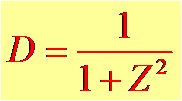 D = 1 / (1 + Z²)